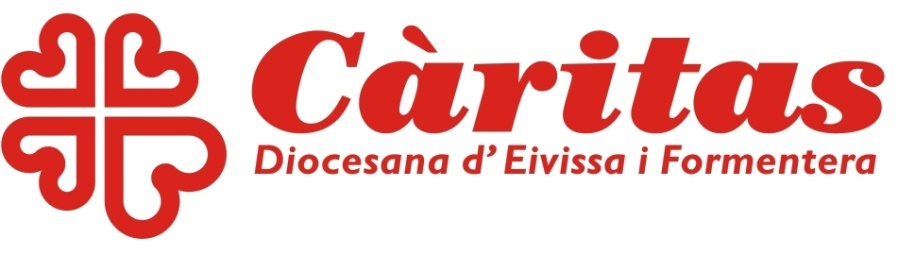 Càritas
Diocesana d' Eivissa i Formentera